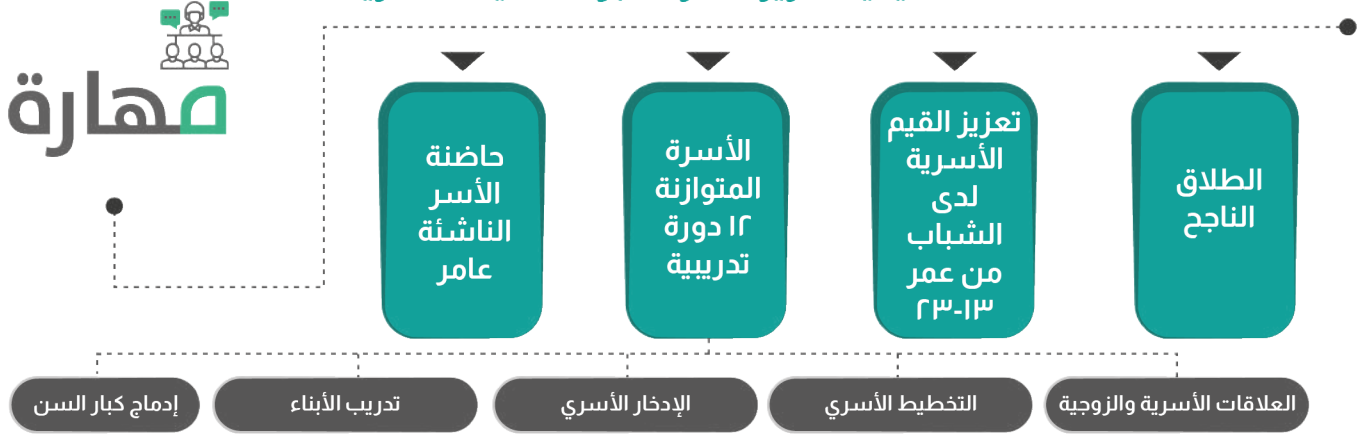 مهارة
الطلاق
الناجح
تعزيز القيم
الأسرية
لدى
الشباب
من عمر
١٣-٢٣
الأسرة
المتوازنة
١٢ دورة
تدريبية
حاضنة
الأسر
الناشئة
عامر
العلاقات الأسرية والزوجية
التخطيط الأسري
الإدخار الأسري
تدريب الأبناء
إدماج كبار السن